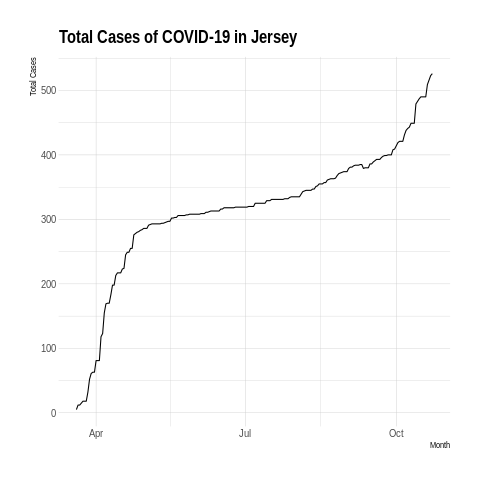 Total Cases of COVID-19 in Jersey
Total Cases
500
400
300
200
100
0
Apr
Jul
Oct
Month